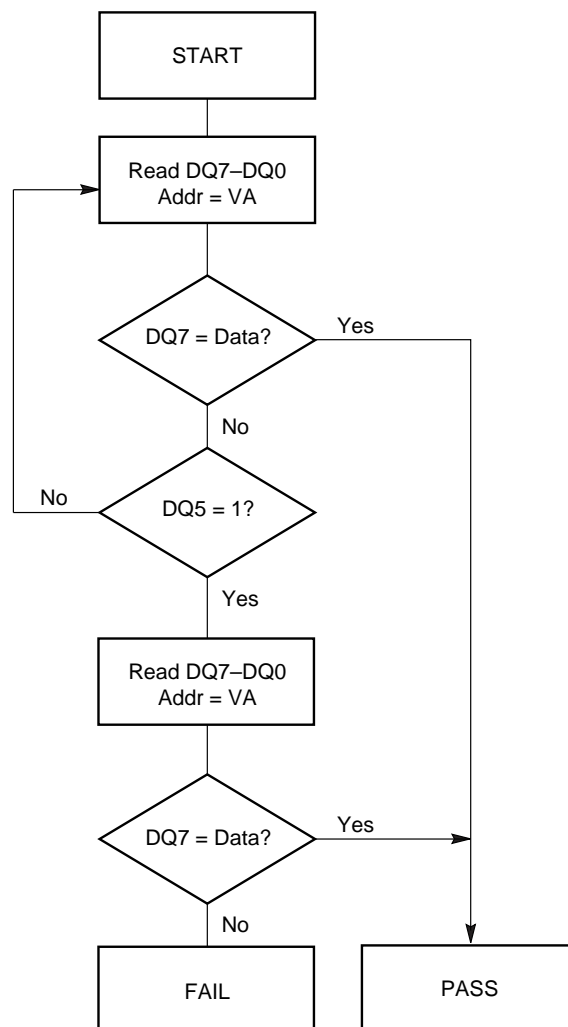 START
Read DQ7–DQ0
Addr = VA
DQ7 = Data?
Yes
No
No
DQ5 = 1?
Yes
Read DQ7–DQ0
Addr = VA
DQ7 = Data?
Yes
No
FAIL
PASS